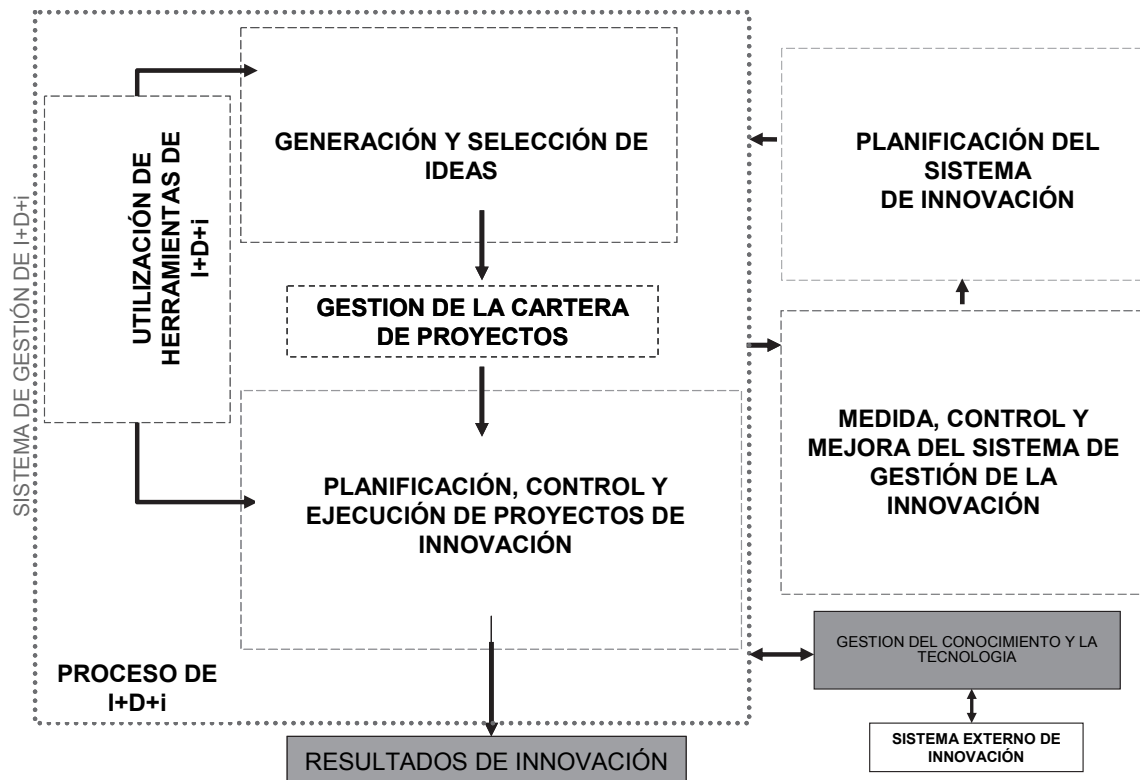 SISTEMA DE GESTIÓN DE I+D+i
UTILIZACIÓN DE
HERRAMIENTAS DE
I+D+i
GENERACIÓN Y SELECCIÓN DE
IDEAS
GESTION DE LA CARTERA
DE PROYECTOS
PLANIFICACIÓN, CONTROL Y
EJECUCIÓN DE PROYECTOS DE
INNOVACIÓN
PROCESO DE
I+D+i
RESULTADOS DE INNOVACIÓN
PLANIFICACIÓN DEL
SISTEMA
DE INNOVACIÓN
MEDIDA, CONTROL Y
MEJORA DEL SISTEMA DE
GESTIÓN DE LA
INNOVACIÓN
GESTION DEL CONOCIMIENTO Y LA
TECNOLOGIA
SISTEMA EXTERNO DE
INNOVACIÓN